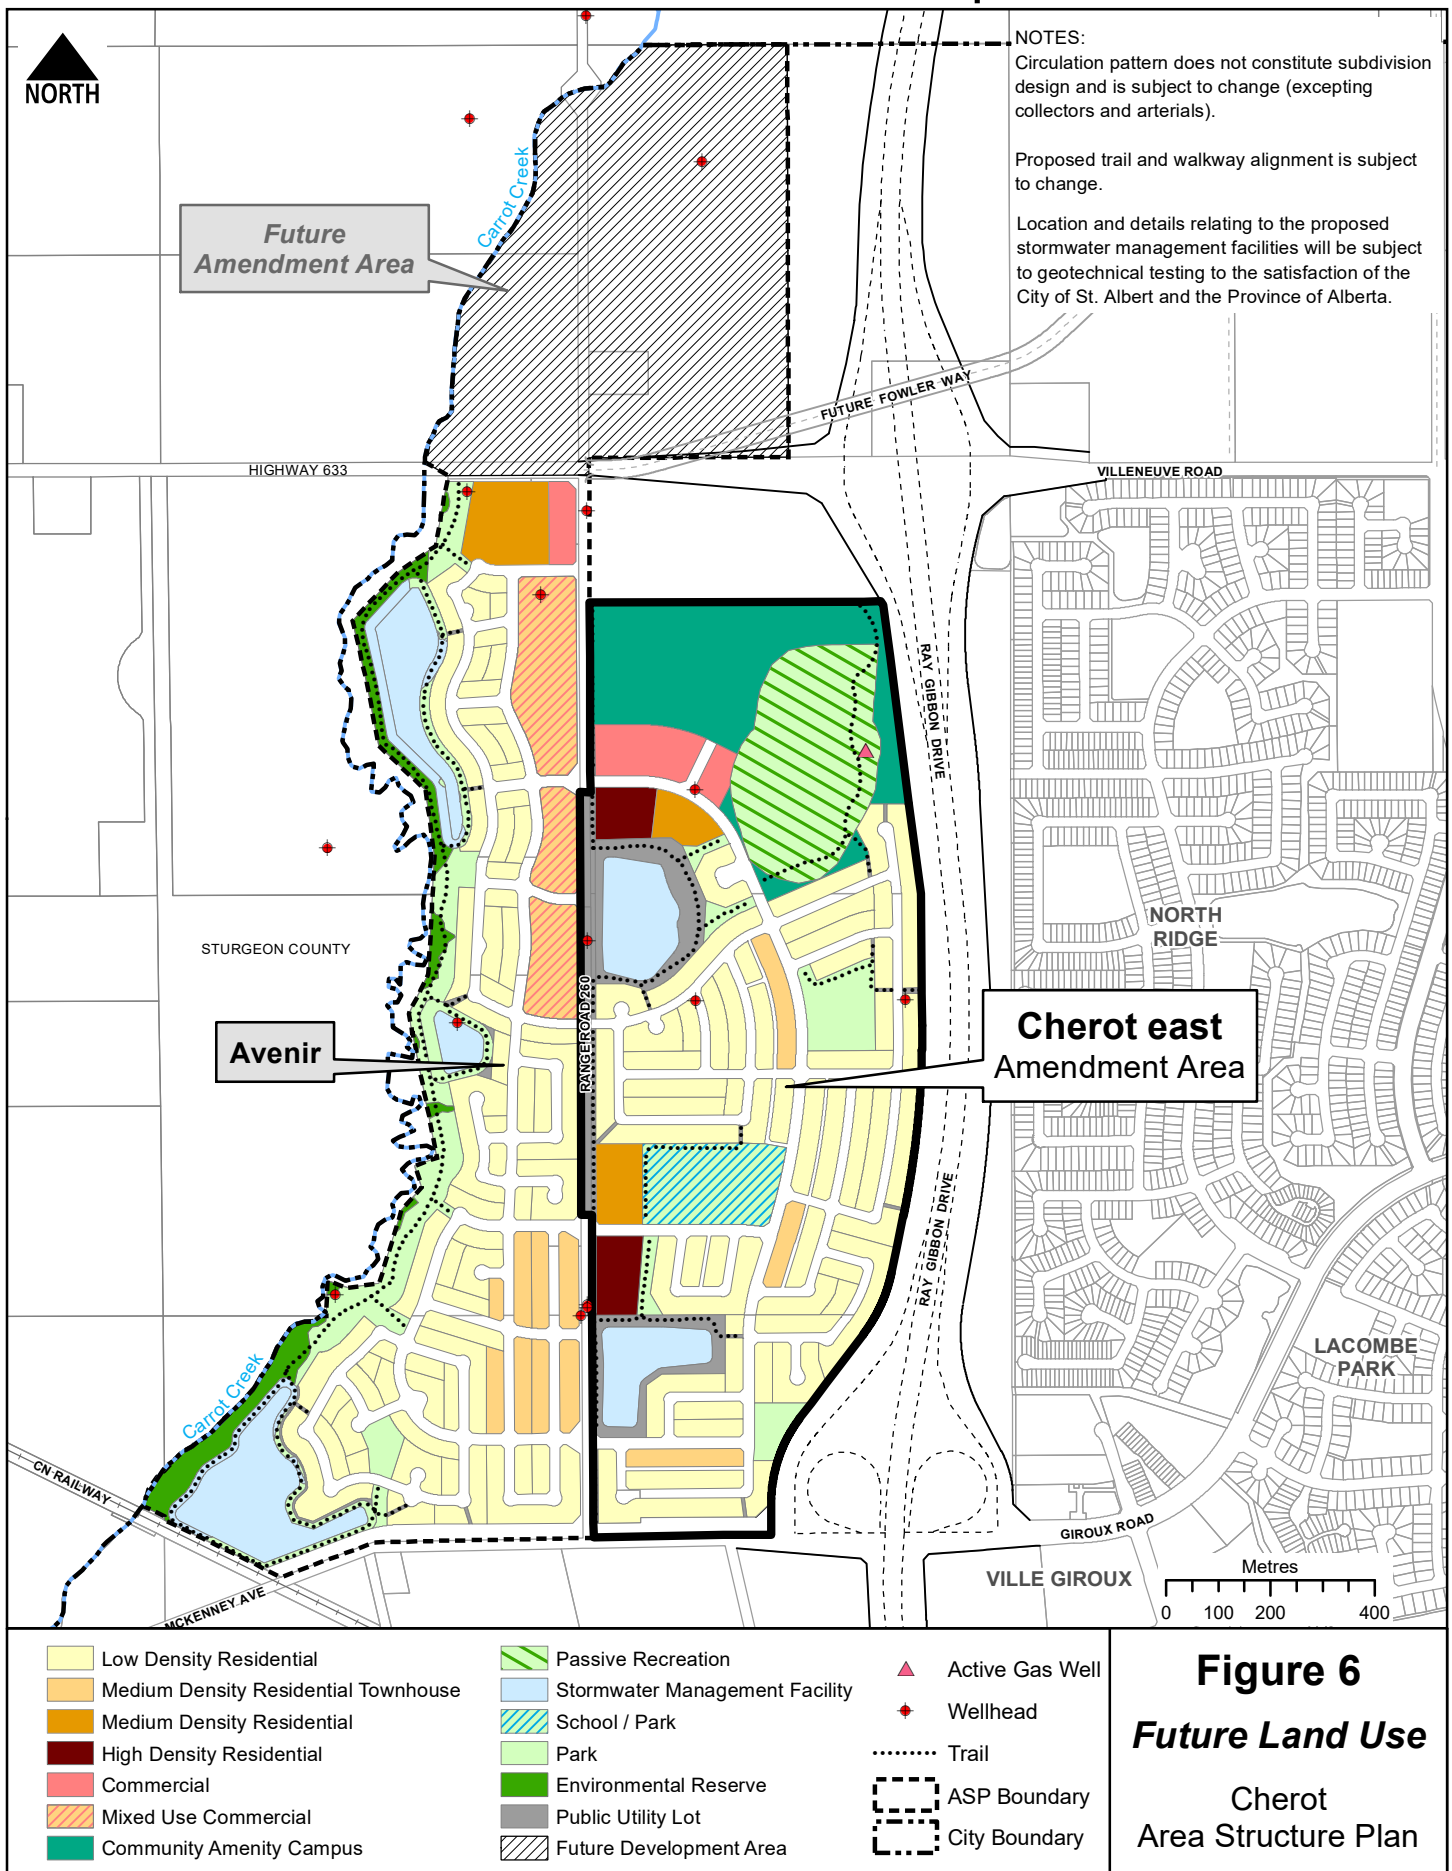 NORTH
NOTES:
Circulation pattern does not constitute subdivision
design and is subject to change (excepting
collectors and arterials).
Proposed trail and walkway alignment is subject
to change.
Location and details relating to the proposed
stormwater management facilities will be subject
to geotechnical testing to the satisfaction of the
City of St. Albert and the Province of Alberta.
Carrot Creek
Future
Amendment Area
FUTURE FOWLER WAY
HIGHWAY 633
VILLENEUVE ROAD
RAY GIBBON DRIVE
NORTH
RIDGE
STURGEON COUNTY
RANGE ROAD 260
Avenir
Cherot east
Amendment Area
RAY GIBBON DRIVE
LACOMBE
PARK
Carrot Creek
CN RAILWAY
GIROUX ROAD
MCKENNEY AVE
VILLE GIROUX
Metres
0 100 200 400
Low Density Residential
Medium Density Residential Townhouse
Medium Density Residential
High Density Residential
Commercial
Mixed Use Commercial
Community Amenity Campus
Passive Recreation
Stormwater Management Facility
School / Park
Park
Environmental Reserve
Public Utility Lot
Future Development Area
Active Gas Well
Wellhead
Trail
ASP Boundary
City Boundary
Figure 6
Future Land Use
Cherot
Area Structure Plan